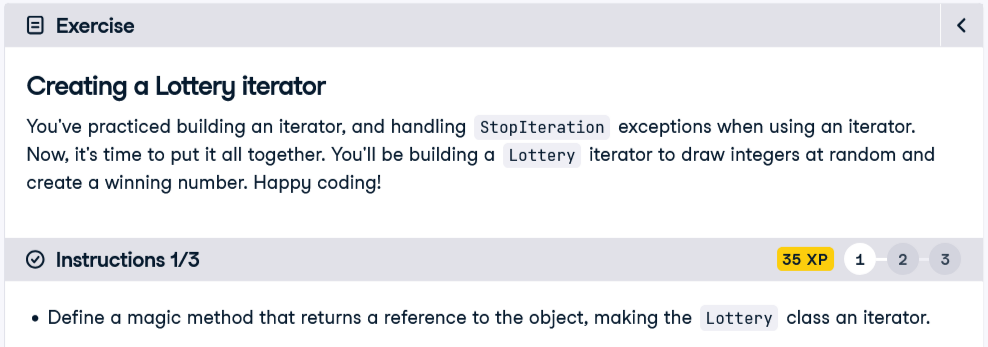 Exercise
Creating a Lottery iterator
You've practiced building an iterator, and handling StopIteration exceptions when using an iterator.
Now, it's time to put it all together. You'll be building a Lottery iterator to draw integers at random and
create a winning number. Happy coding!
Instructions 1/3
35 XP 1 2 3
• Define a magic method that returns a reference to the object, making the Lottery class an iterator.